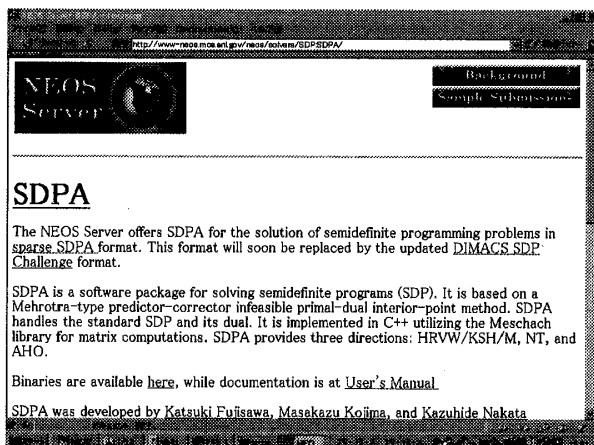 http://www-neos.mcs.anl.gov/neos/solvers/SDP:SDPA/
NEOS
Server
Background
Sample Submissions
SDPA
The NEOS Server offers SDPA for the solution of semidefinite programming problems in
sparse SDPA format. This format will soon be replaced by the updated DIMACS SDP
Challenge format.
SDPA is a software package for solving semidefinite programs (SDP). It is based on a
Mehrotra-type predictor-corrector infeasible primal-dual interior-point method. SDPA
handles the standard SDP and its dual. It is implemented in C++ utilizing the Meschach
library for matrix computations. SDPA provides three directions: HRVW/KSH/M, NT, and
AHO.
Binaries are available here, while documentation is at User's Manual
SDPA was developed by Katsuki Fujisawa, Masakazu Kojima, and Kazuhide Nakata